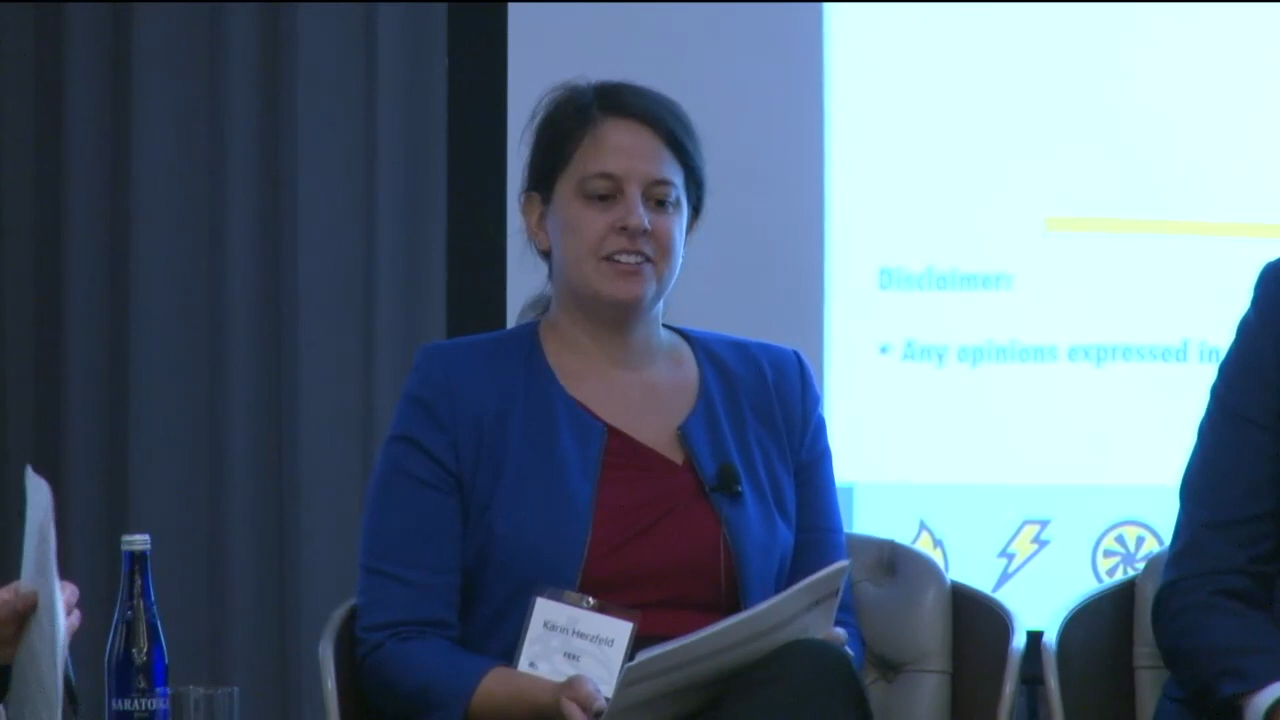 Disclaimer:
• Any opinions expressed in
Karin Herzfeld
FERC
SARATOGA